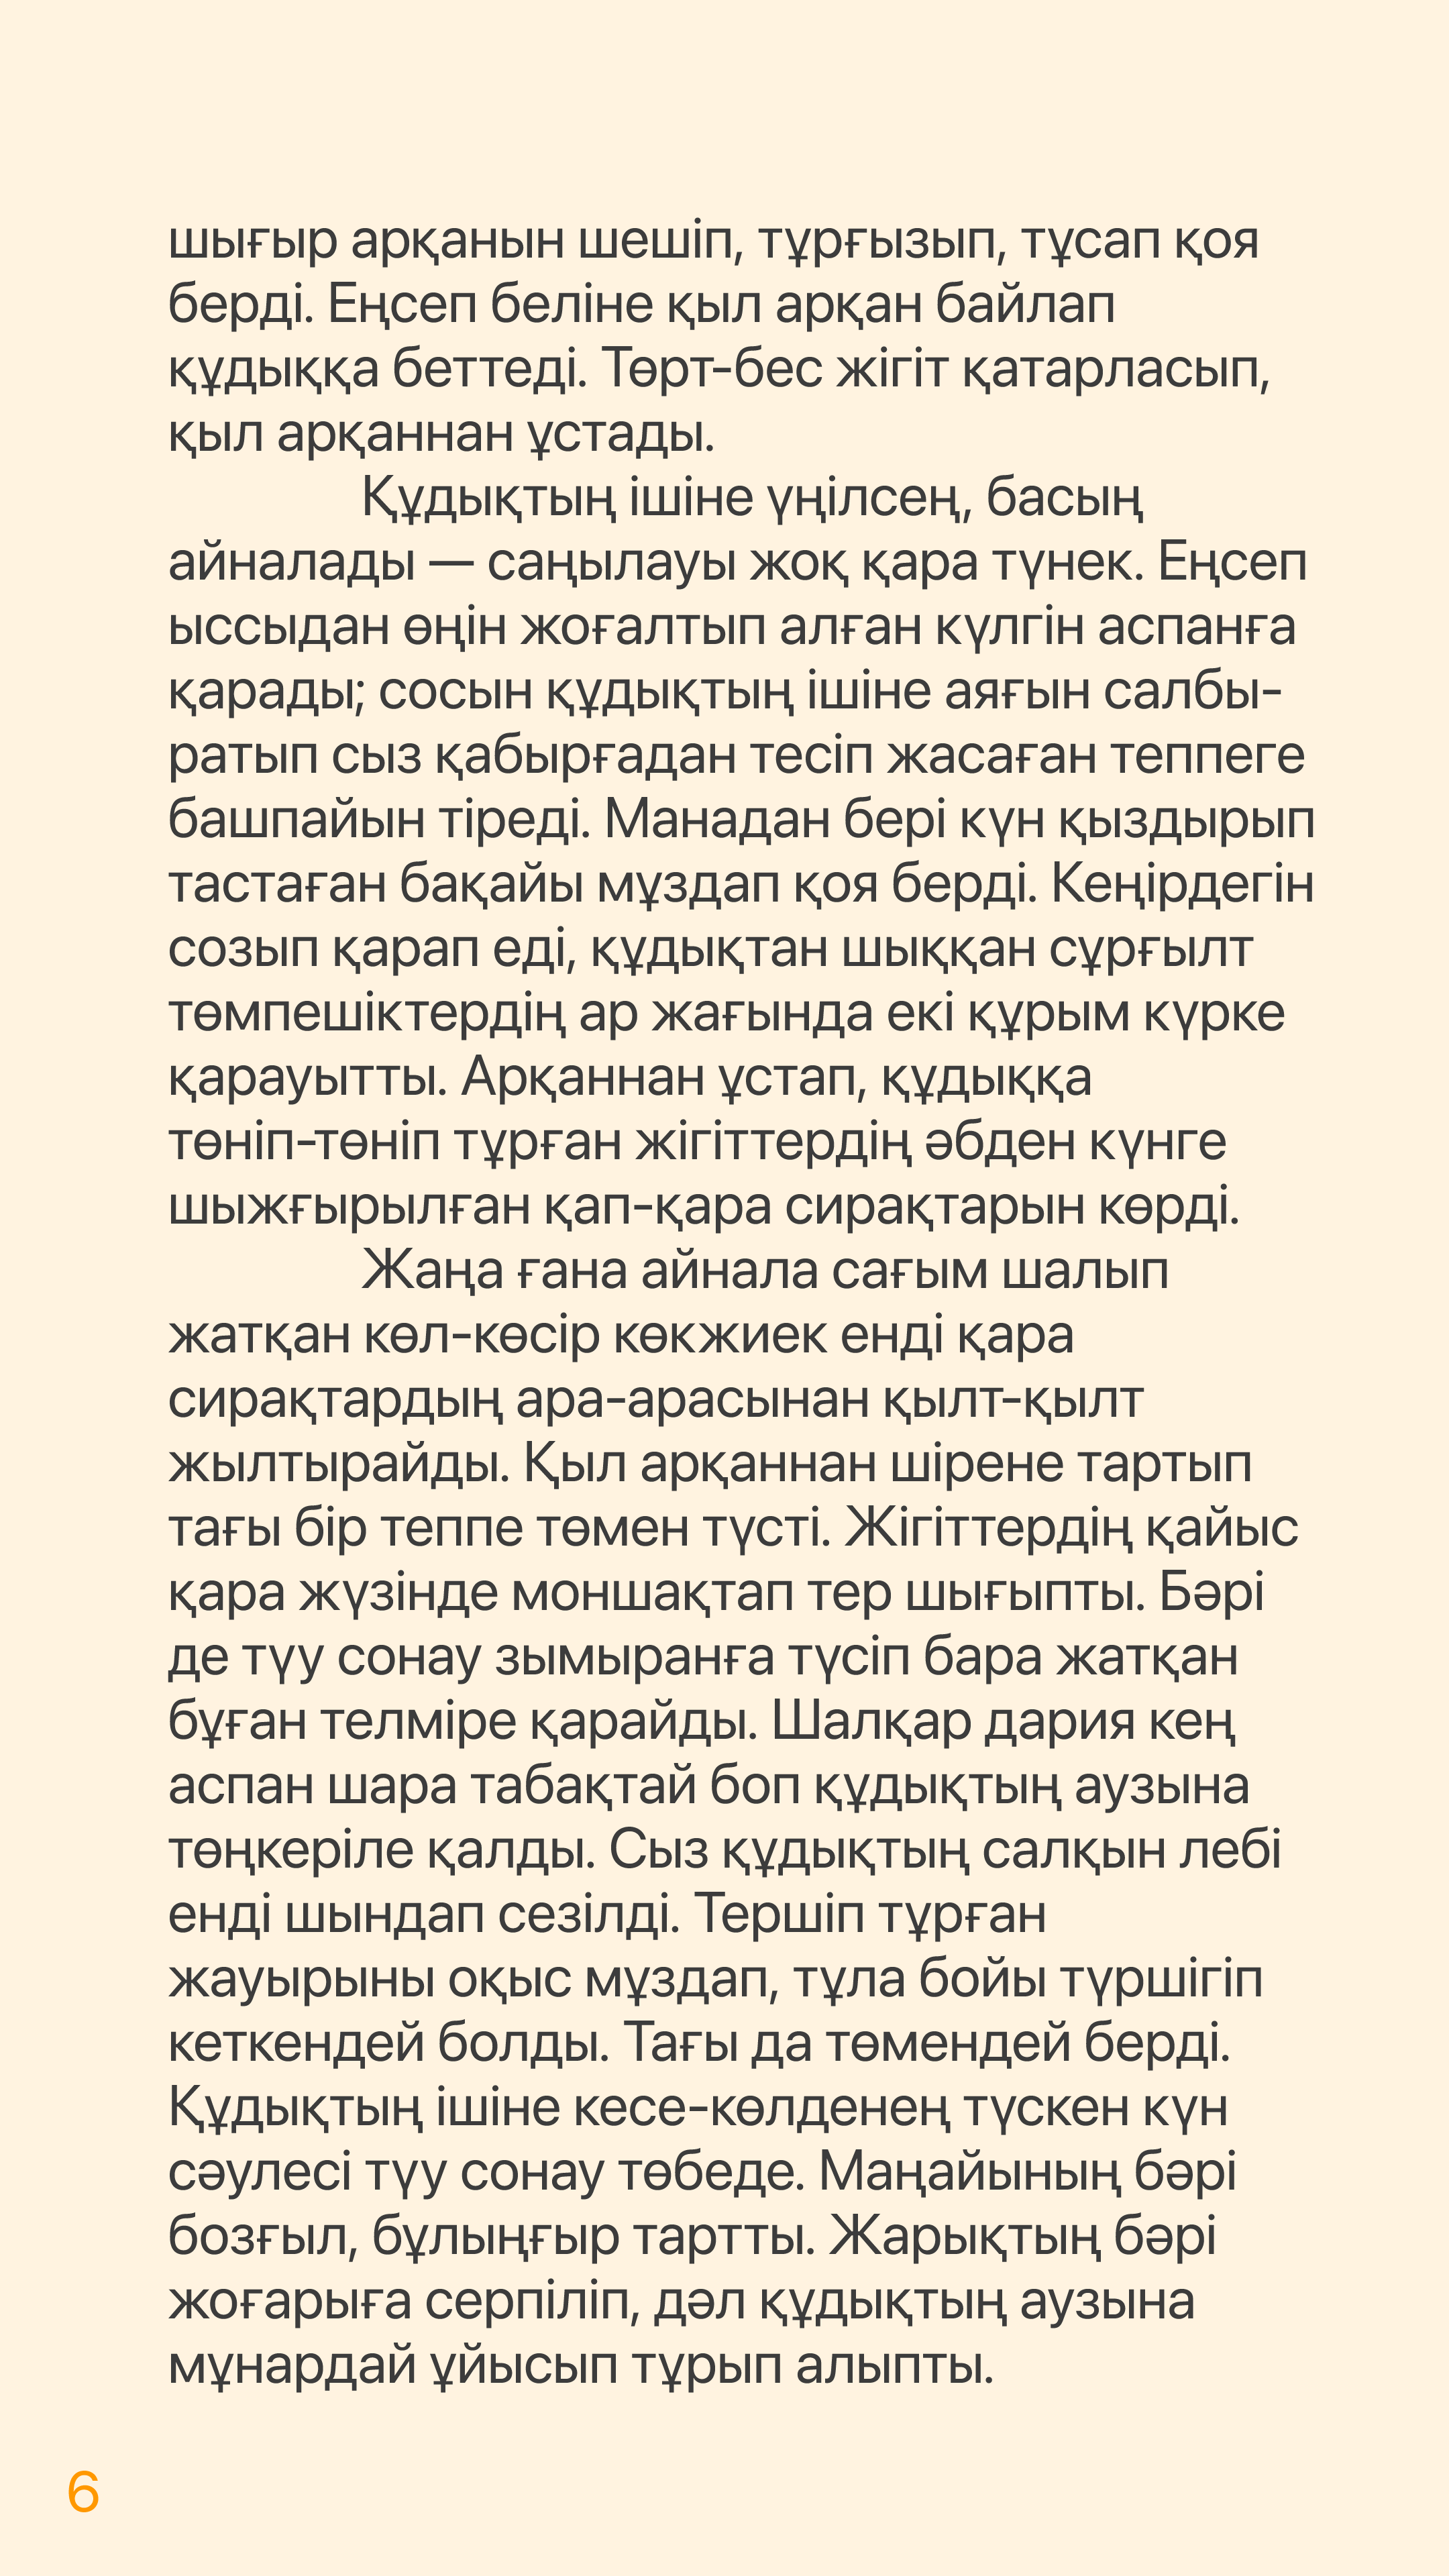 шығыр арқанын шешіп, тұрғызып, тұсап қоя
берді. Еңсеп беліне қыл арқан байлап
құдыққа беттеді. Төрт-бес жігіт қатарласып,
қыл арқаннан ұстады.
Құдықтың ішіне үңілсең, басың
айналады — саңылауы жоқ қара түнек. Еңсеп
ыссыдан өңін жоғалтып алған күлгін аспанға
қарады; сосын құдықтың ішіне аяғын салбы-
ратып сыз қабырғадан тесіп жасаған теппеге
башпайын тіреді. Манадан бері күн қыздырып
тастаған бақайы мұздап қоя берді. Кеңірдегін
созып қарап еді, құдықтан шыққан сұрғылт
төмпешіктердің ар жағында екі құрым күрке
қарауытты. Арқаннан ұстап, құдыққа
төніп-төніп тұрған жігіттердің әбден күнге
шыжғырылған қап-қара сирақтарын көрді.
Жаңа ғана айнала сағым шалып
жатқан көл-көсір көкжиек енді қара
сирақтардың ара-арасынан қылт-қылт
жылтырайды. Қыл арқаннан шірене тартып
тағы бір теппе төмен түсті. Жігіттердің қайыс
қара жүзінде моншақтап тер шығыпты. Бәрі
де түу сонау зымыранға түсіп бара жатқан
бұған телміре қарайды. Шалқар дария кең
аспан шара табақтай боп құдықтың аузына
төңкеріле қалды. Сыз құдықтың салқын лебі
енді шындап сезілді. Тершіп тұрған
жауырыны оқыс мұздап, тұла бойы түршігіп
кеткендей болды. Тағы да төмендей берді.
Құдықтың ішіне кесе-көлденең түскен күн
сәулесі түу сонау төбеде. Маңайының бәрі
бозғыл, бұлыңғыр тартты. Жарықтың бәрі
жоғарыға серпіліп, дәл құдықтың аузына
мұнардай ұйысып тұрып алыпты.
6